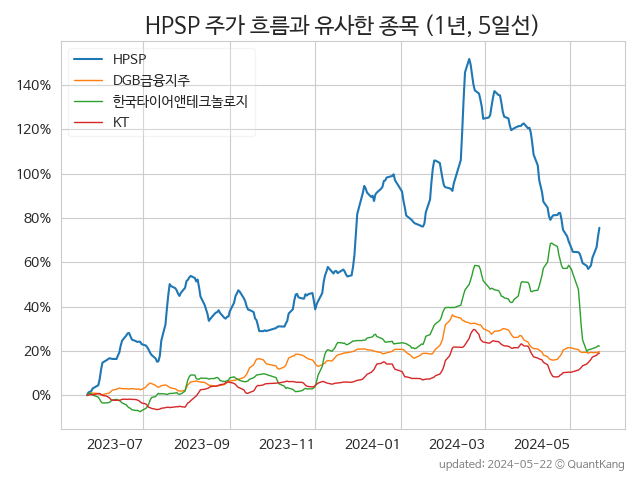 HPSP 주가 흐름과 유사한 종목 (1년, 5일선)
HPSP
DGB금융지주
한국타이어앤테크놀로지
KT
140%
120%
100%
80%
60%
40%
20%
0%
2023-07 2023-09 2023-11 2024-01 2024-03 2024-05
updated: 2024-05-22 © QuantKang